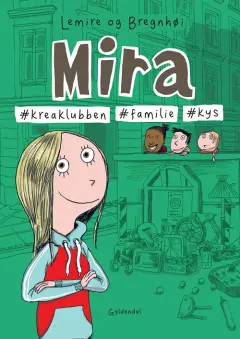 Lemire og Bregnhøi
Mira
#kreaklubben #familie #kys
Gyldendal